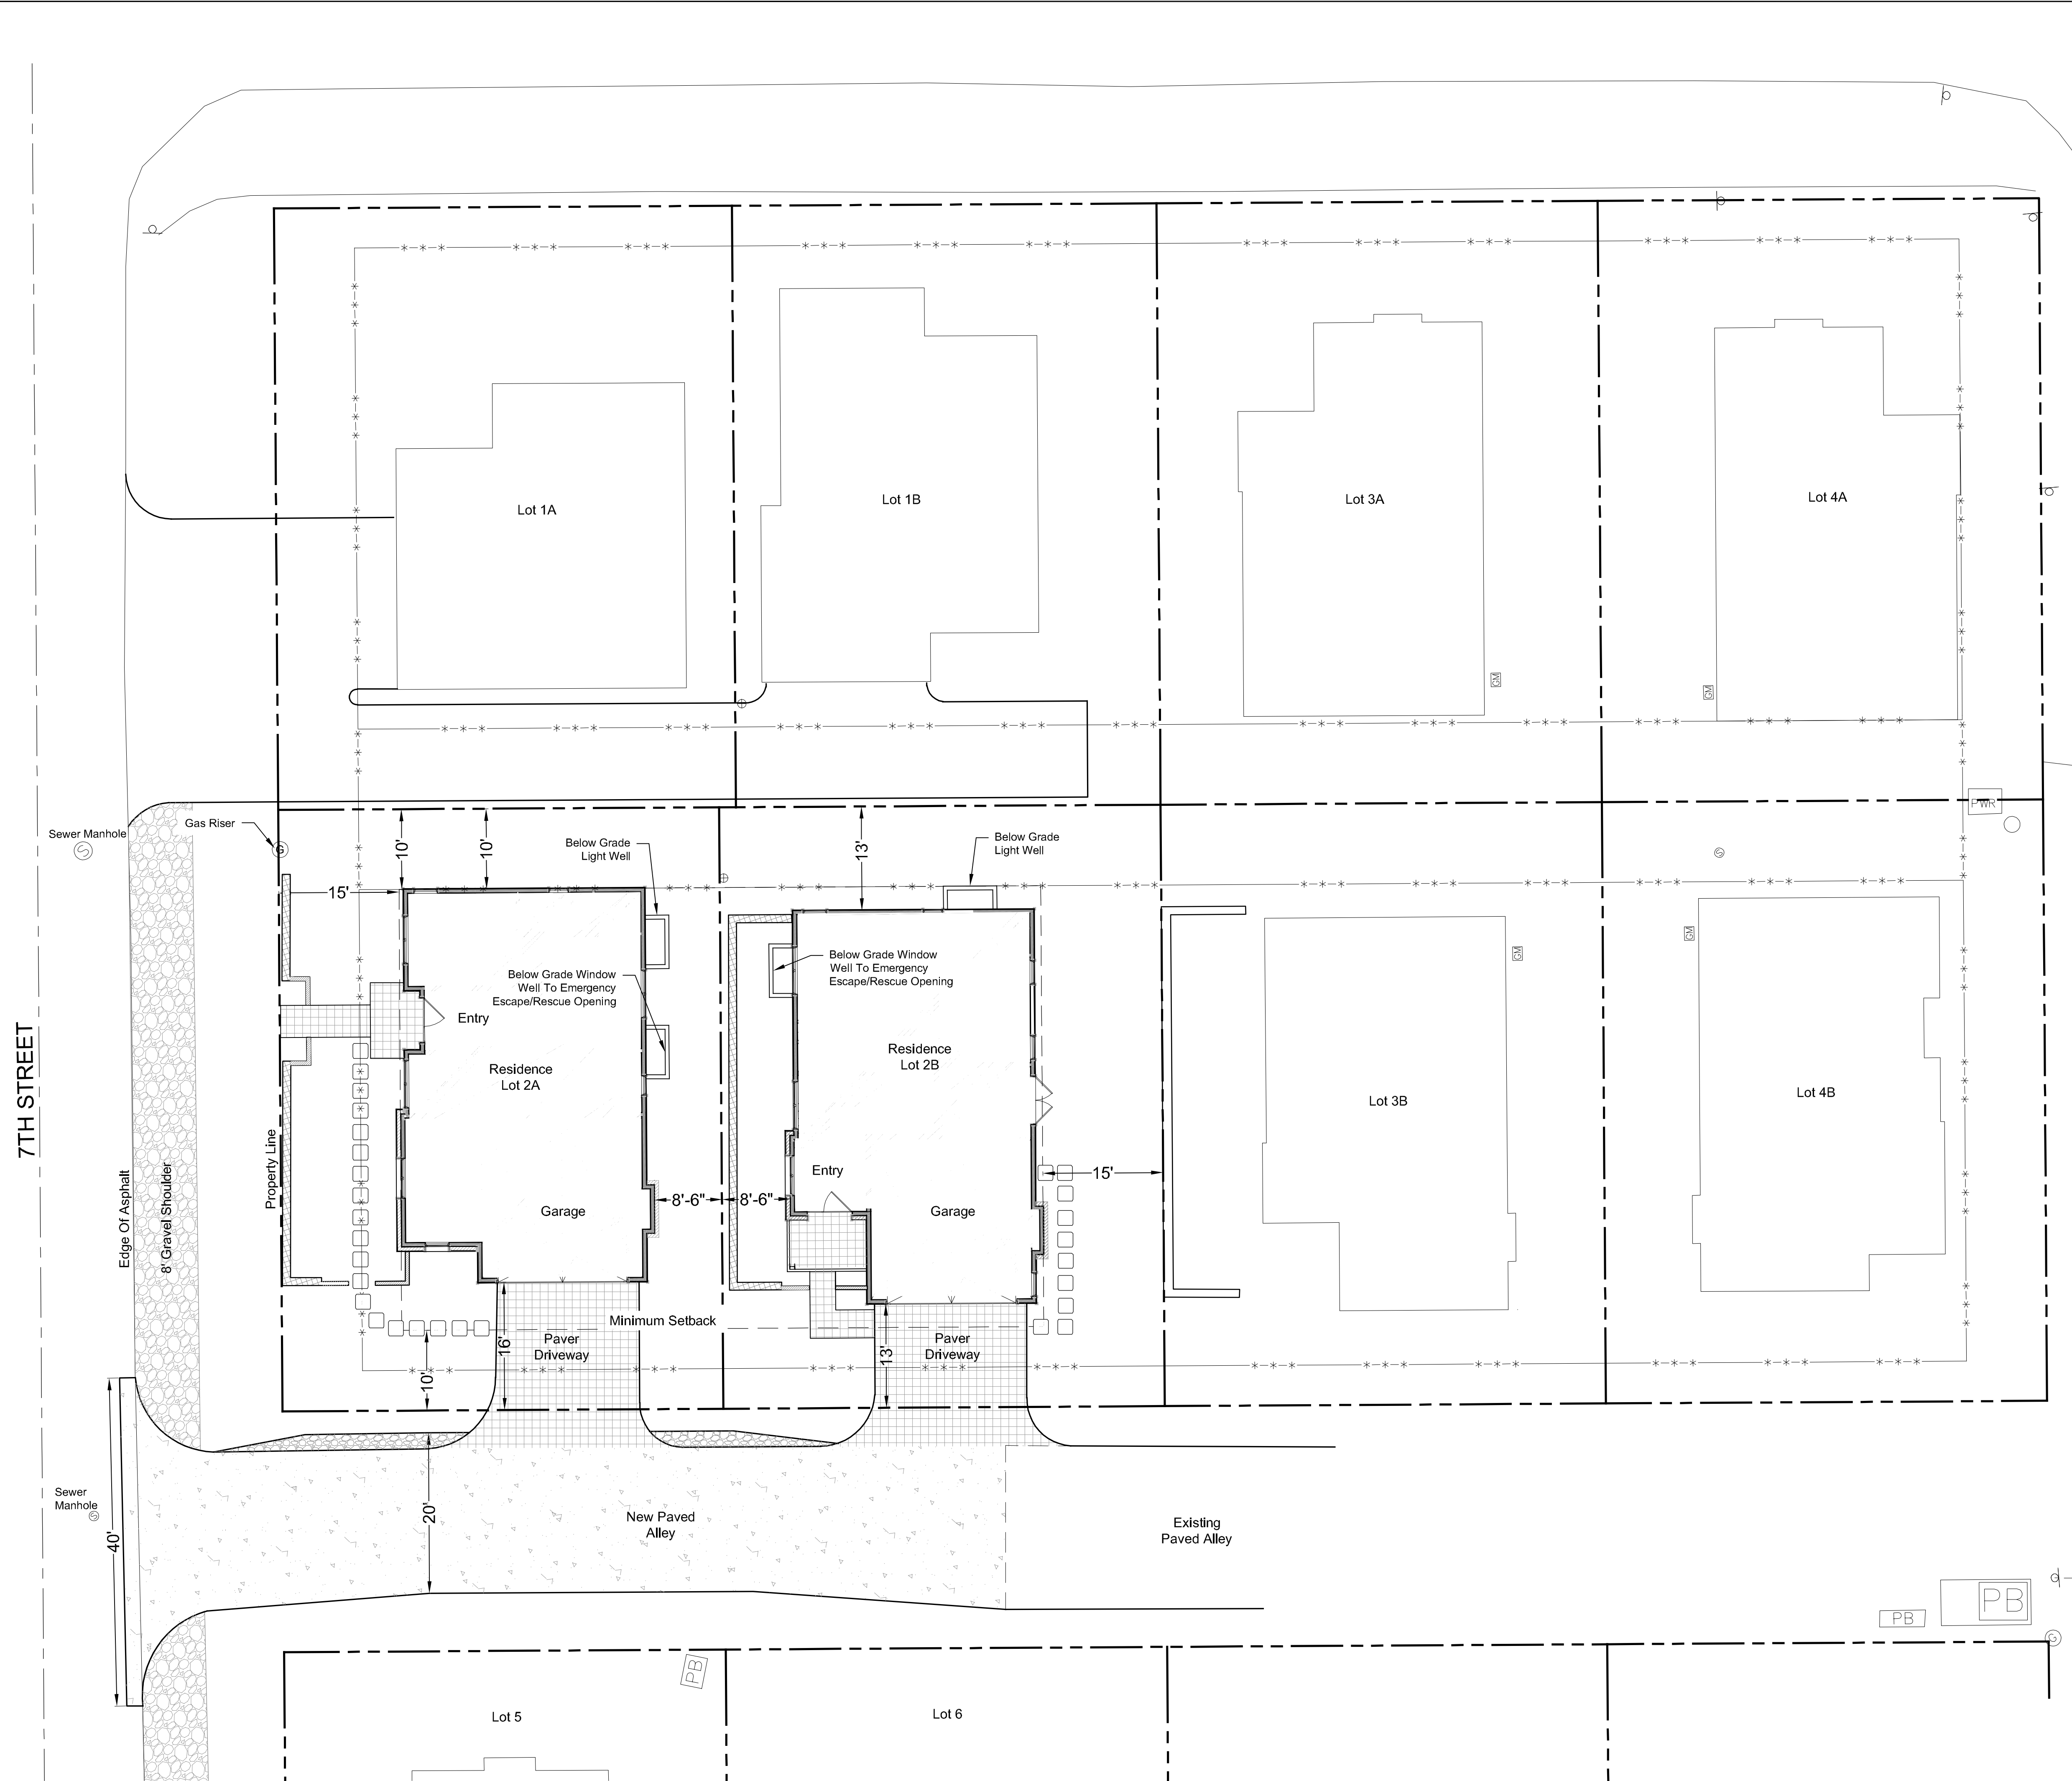 Lot 1A
Lot 1B
Lot 3A
Lot 4A
GM
GM
PWR
Sewer Manhole
S
Gas Riser
G
10'
10'
Below Grade
Light Well
13'
Below Grade
Light Well
S
15'
GM
GM
Below Grade Window
Well To Emergency
Escape/Rescue Opening
Below Grade Window
Well To Emergency
Escape/Rescue Opening
Entry
Residence
Lot 2A
Residence
Lot 2B
Lot 3B
Lot 4B
7TH STREET
Edge Of Asphalt
8' Gravel Shoulder
Property Line
Entry
15'
Garage
8'-6"
8'-6"
Garage
Minimum Setback
16'
Paver
Driveway
13'
Paver
Driveway
10'
Sewer
Manhole
S
40'
20'
New Paved
Alley
Existing
Paved Alley
PB
PB
G
PB
Lot 5
Lot 6